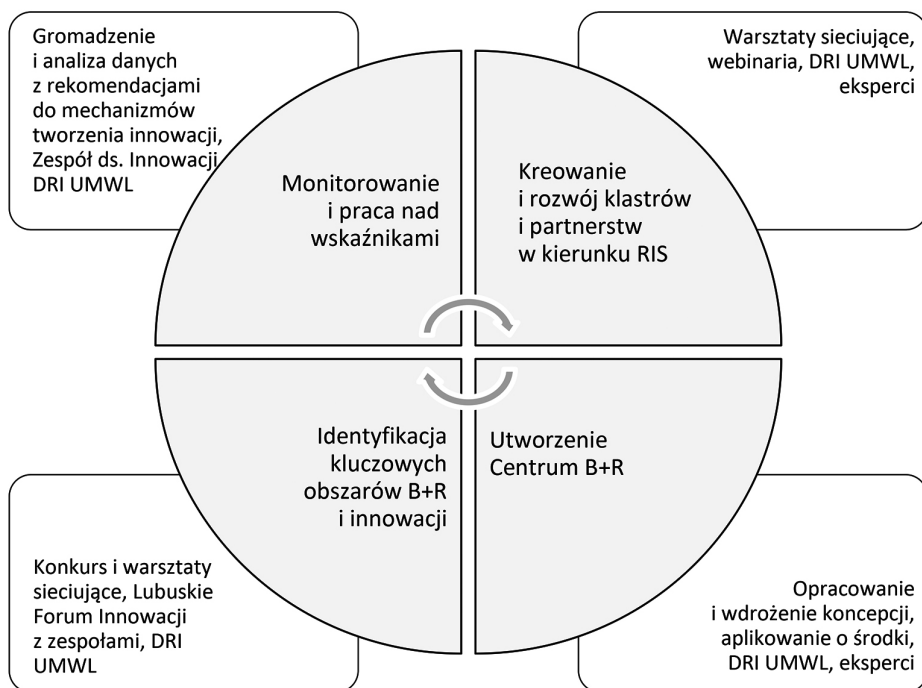 Gromadzenie
i analiza danych
z rekomendacjami
do mechanizmów
tworzenia innowacji,
Zespół ds. Innowacji
DRI UMWL
Warsztaty sieciujące,
webinaria, DRI UMWL,
eksperci
Monitorowanie
i praca nad
wskaźnikami
Kreowanie
i rozwój klastrów
i partnerstw
w kierunku RIS
Identyfikacja
kluczowych
obszarów B+R
i innowacji
Utworzenie
Centrum B+R
Konkurs i warsztaty
sieciujące, Lubuskie
Forum Innowacji
z zespołami, DRI
UMWL
Opracowanie
i wdrożenie koncepcji,
aplikowanie o środki,
DRI UMWL, eksperci